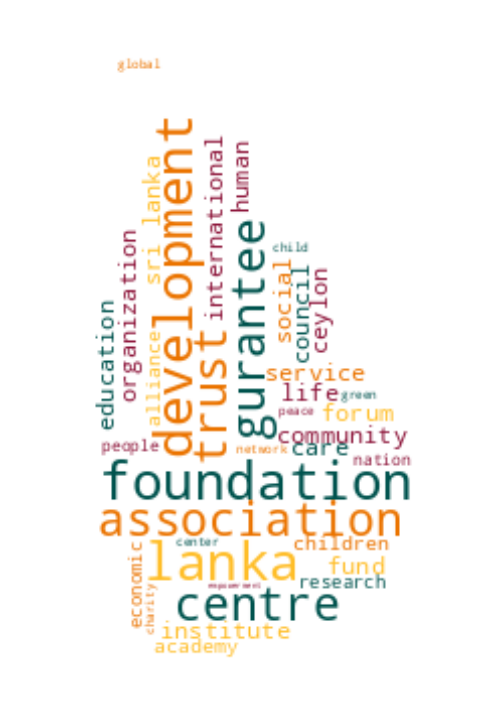 global
development
sri lanka
international
human
organization
education
alliance
trust
gurantee
child
social
council
ceylon
service
life
green
peace
forum
community
people
network
care
nation
foundation
association
center
children
economic
lanka
fund
research
empowerment
charity
centre
institute
academy